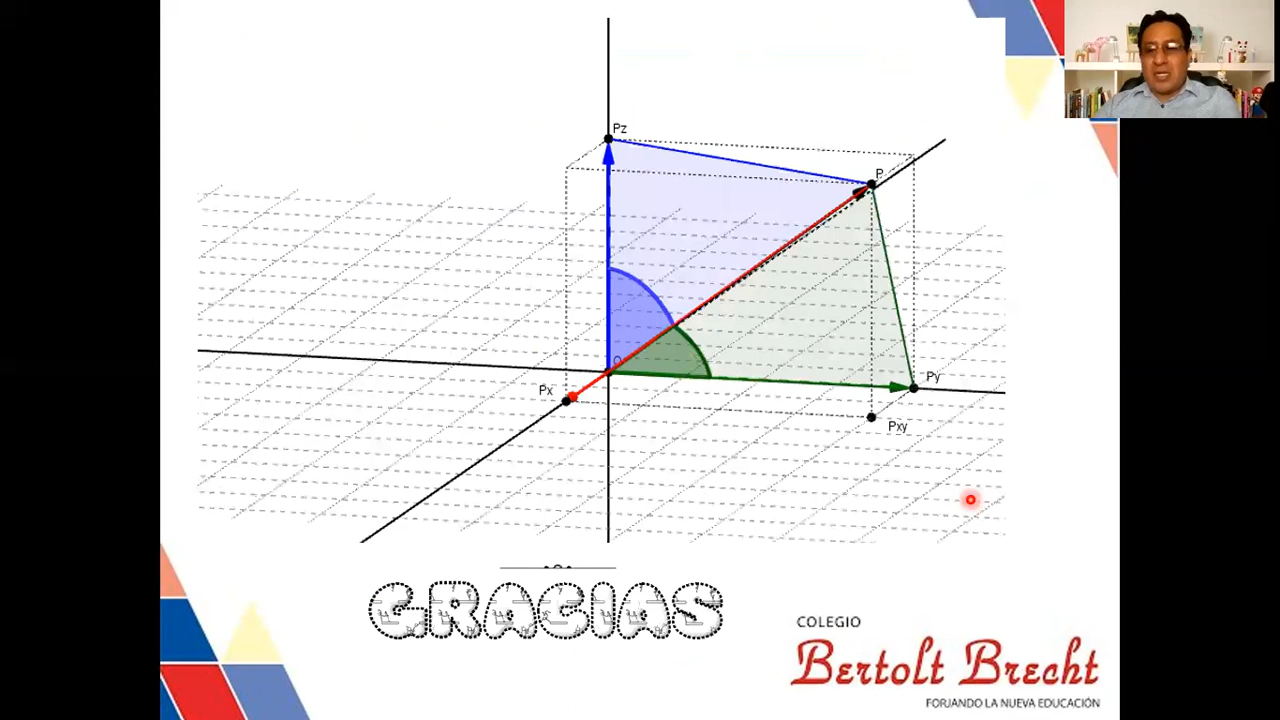 Pz
P
O
Px
Py
Pxy
GRACIAS
COLEGIO
Bertolt Brecht
FORJANDO LA NUEVA EDUCACIÓN